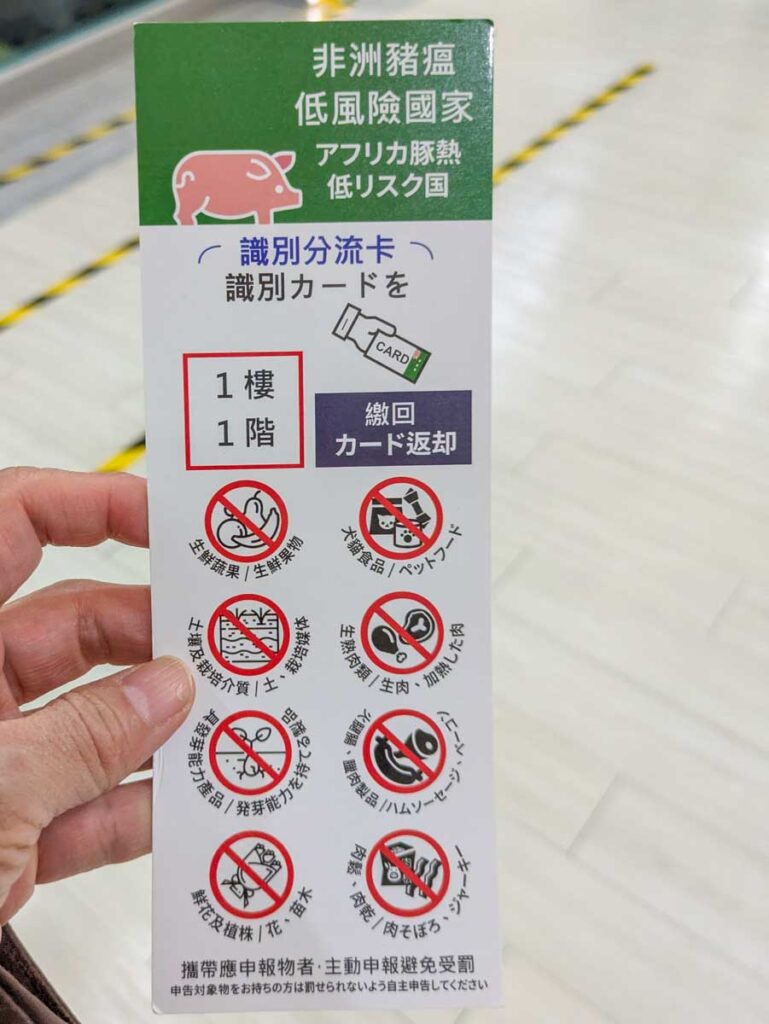 非洲豬瘟
低風險國家
アフリカ豚熱
低リスク国
識別分流卡
識別カードを
CARD
1樓
1階
繳回
カード返却
生鮮蔬果/生鮮果物
犬貓食品/ペットフード
土壤及栽培介質/土、栽培媒体
生熟肉類/生肉、加熱した肉
具發芽能力產品/発芽能力を持てる製品
火腿腸、臘肉製品/ハムソーセージ、ベーコン
鮮花及植株/花、苗木
肉鬆、肉乾/肉そぼろ、ジャーキー
攜帶應申報物者·主動申報避免受罰
申告対象物をお持ちの方は罰せられないよう自主申告してください